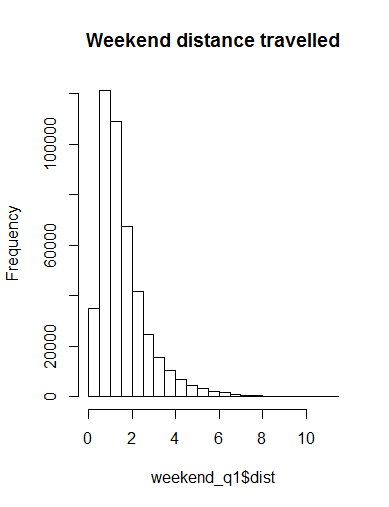 Weekend distance travelled
Frequency
0
20000
60000
100000
0 2 4 6 8 10
weekend_q1$dist